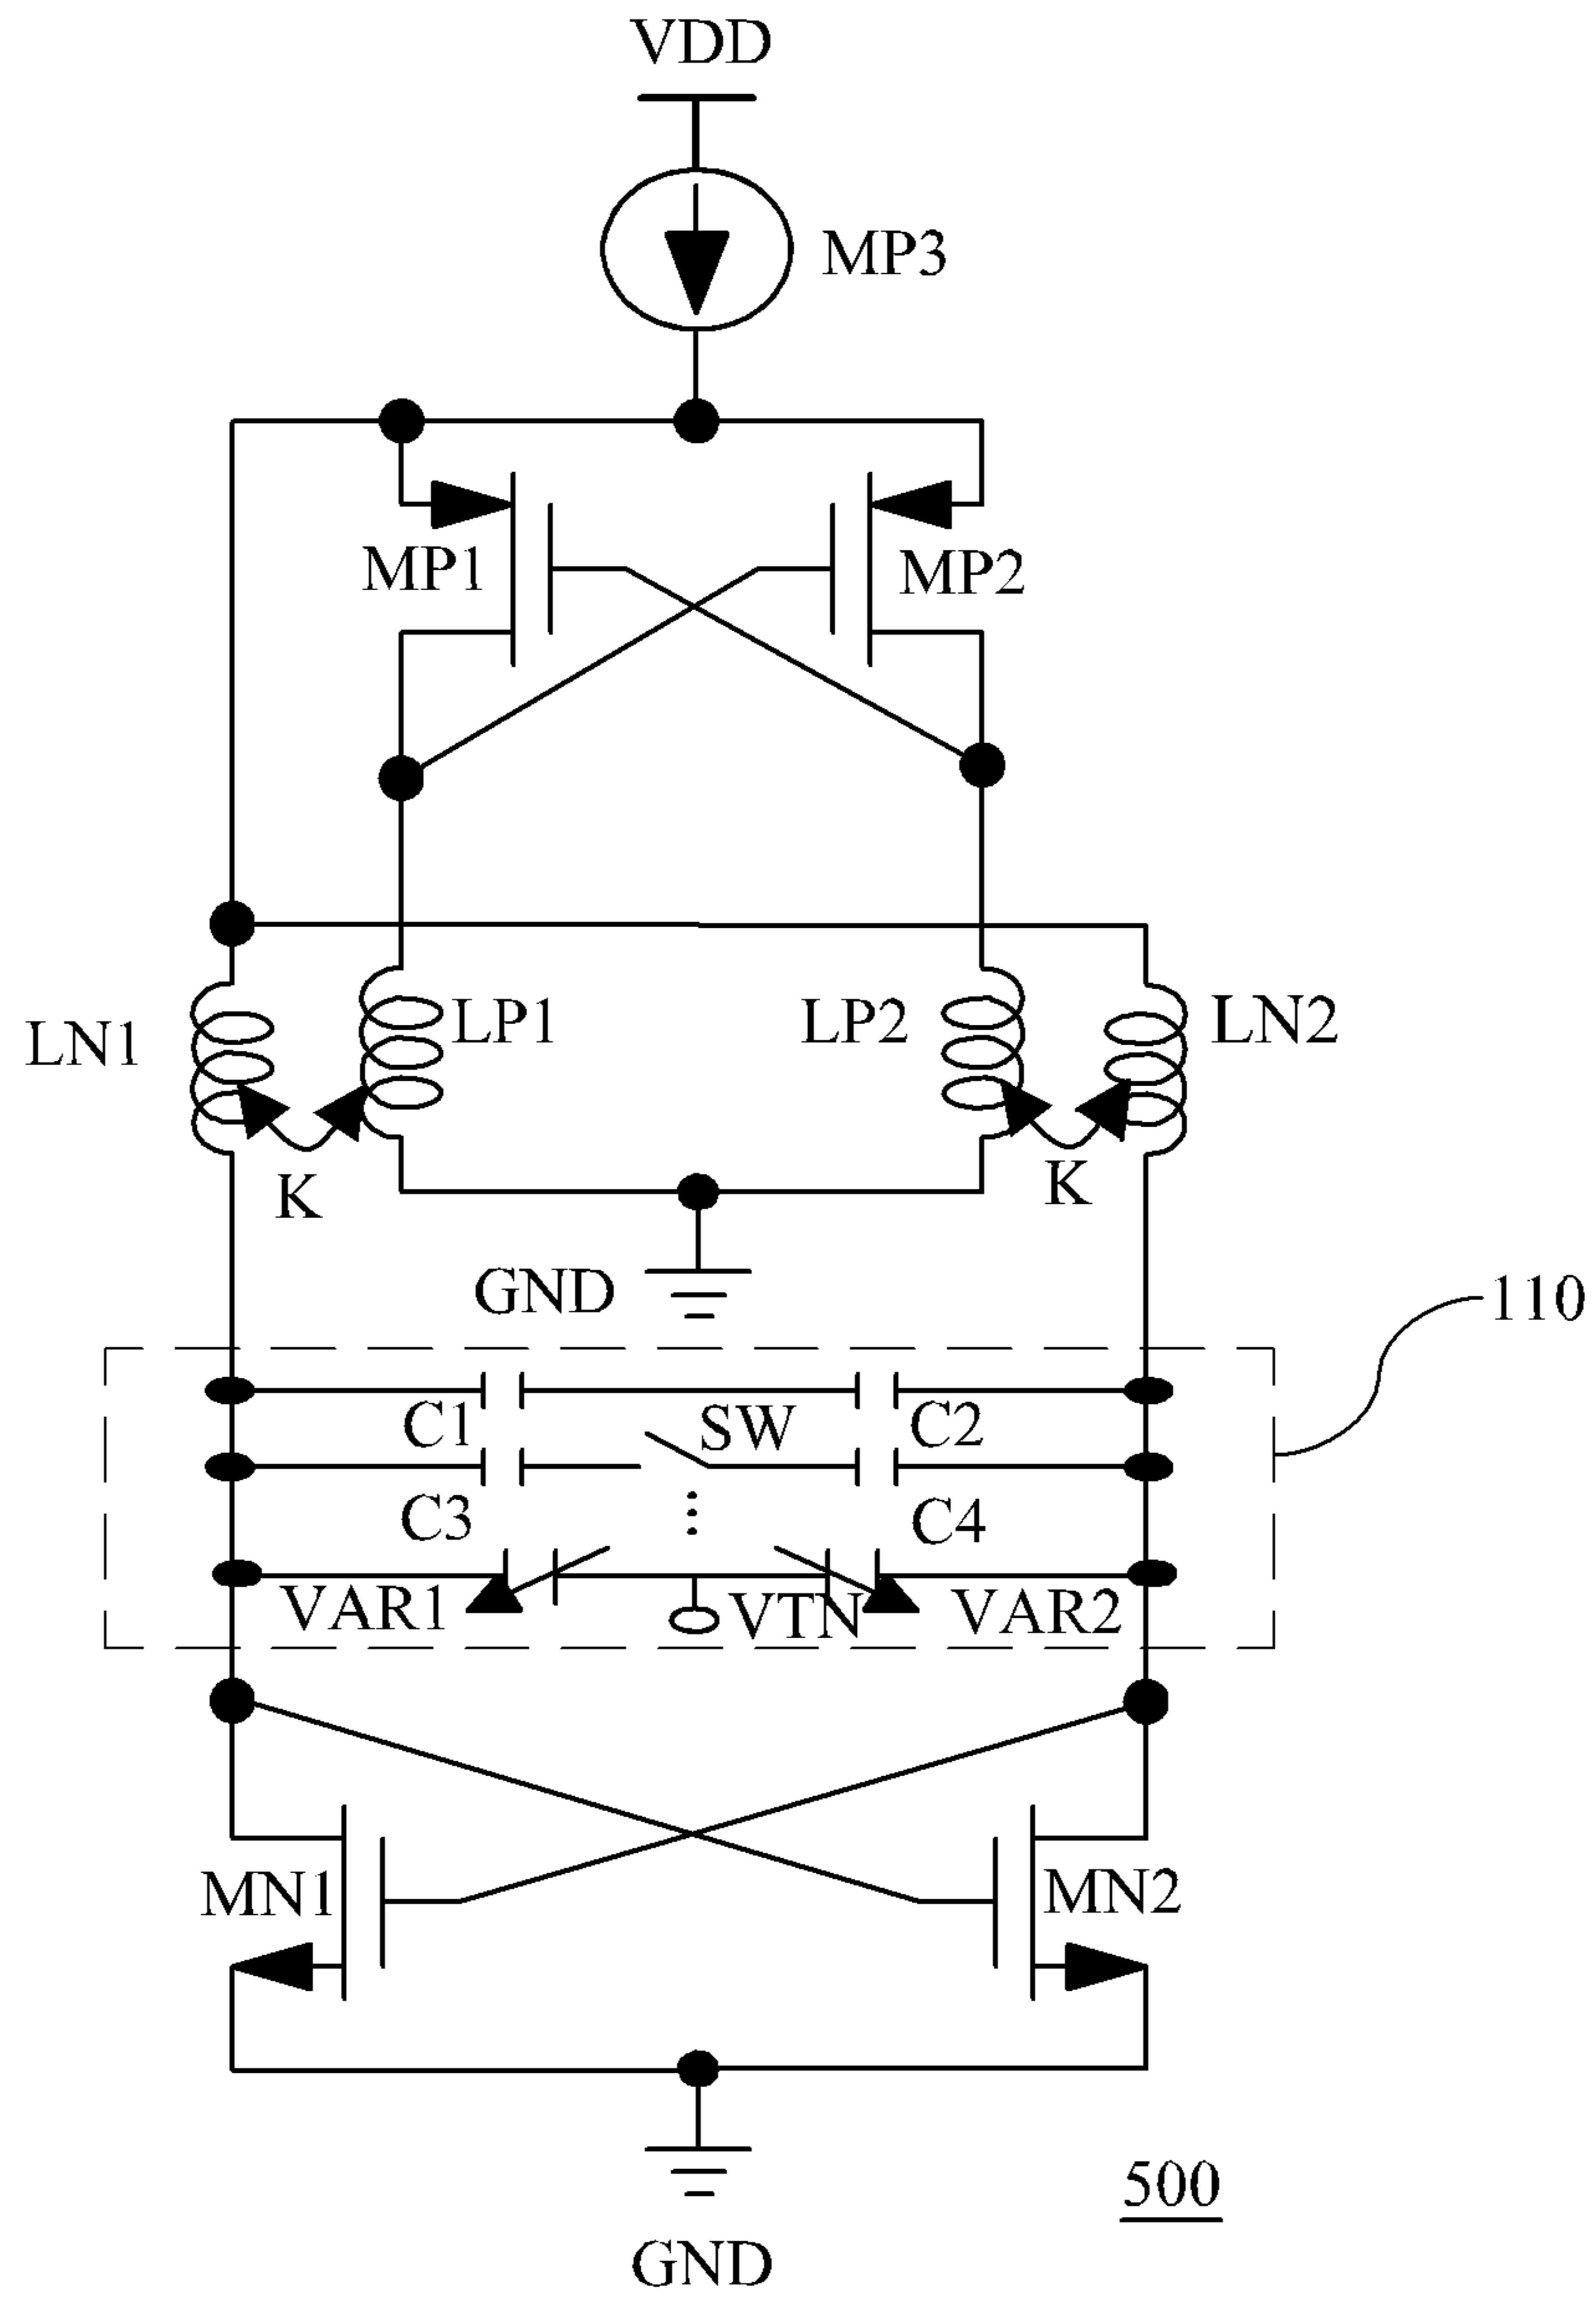 VDD
MP3
MP1
MP2
LN1
LP1
LP2
LN2
K
K
GND
110
C1
SW
C2
C3
C4
VAR1
VTN
VAR2
MN1
MN2
500
GND